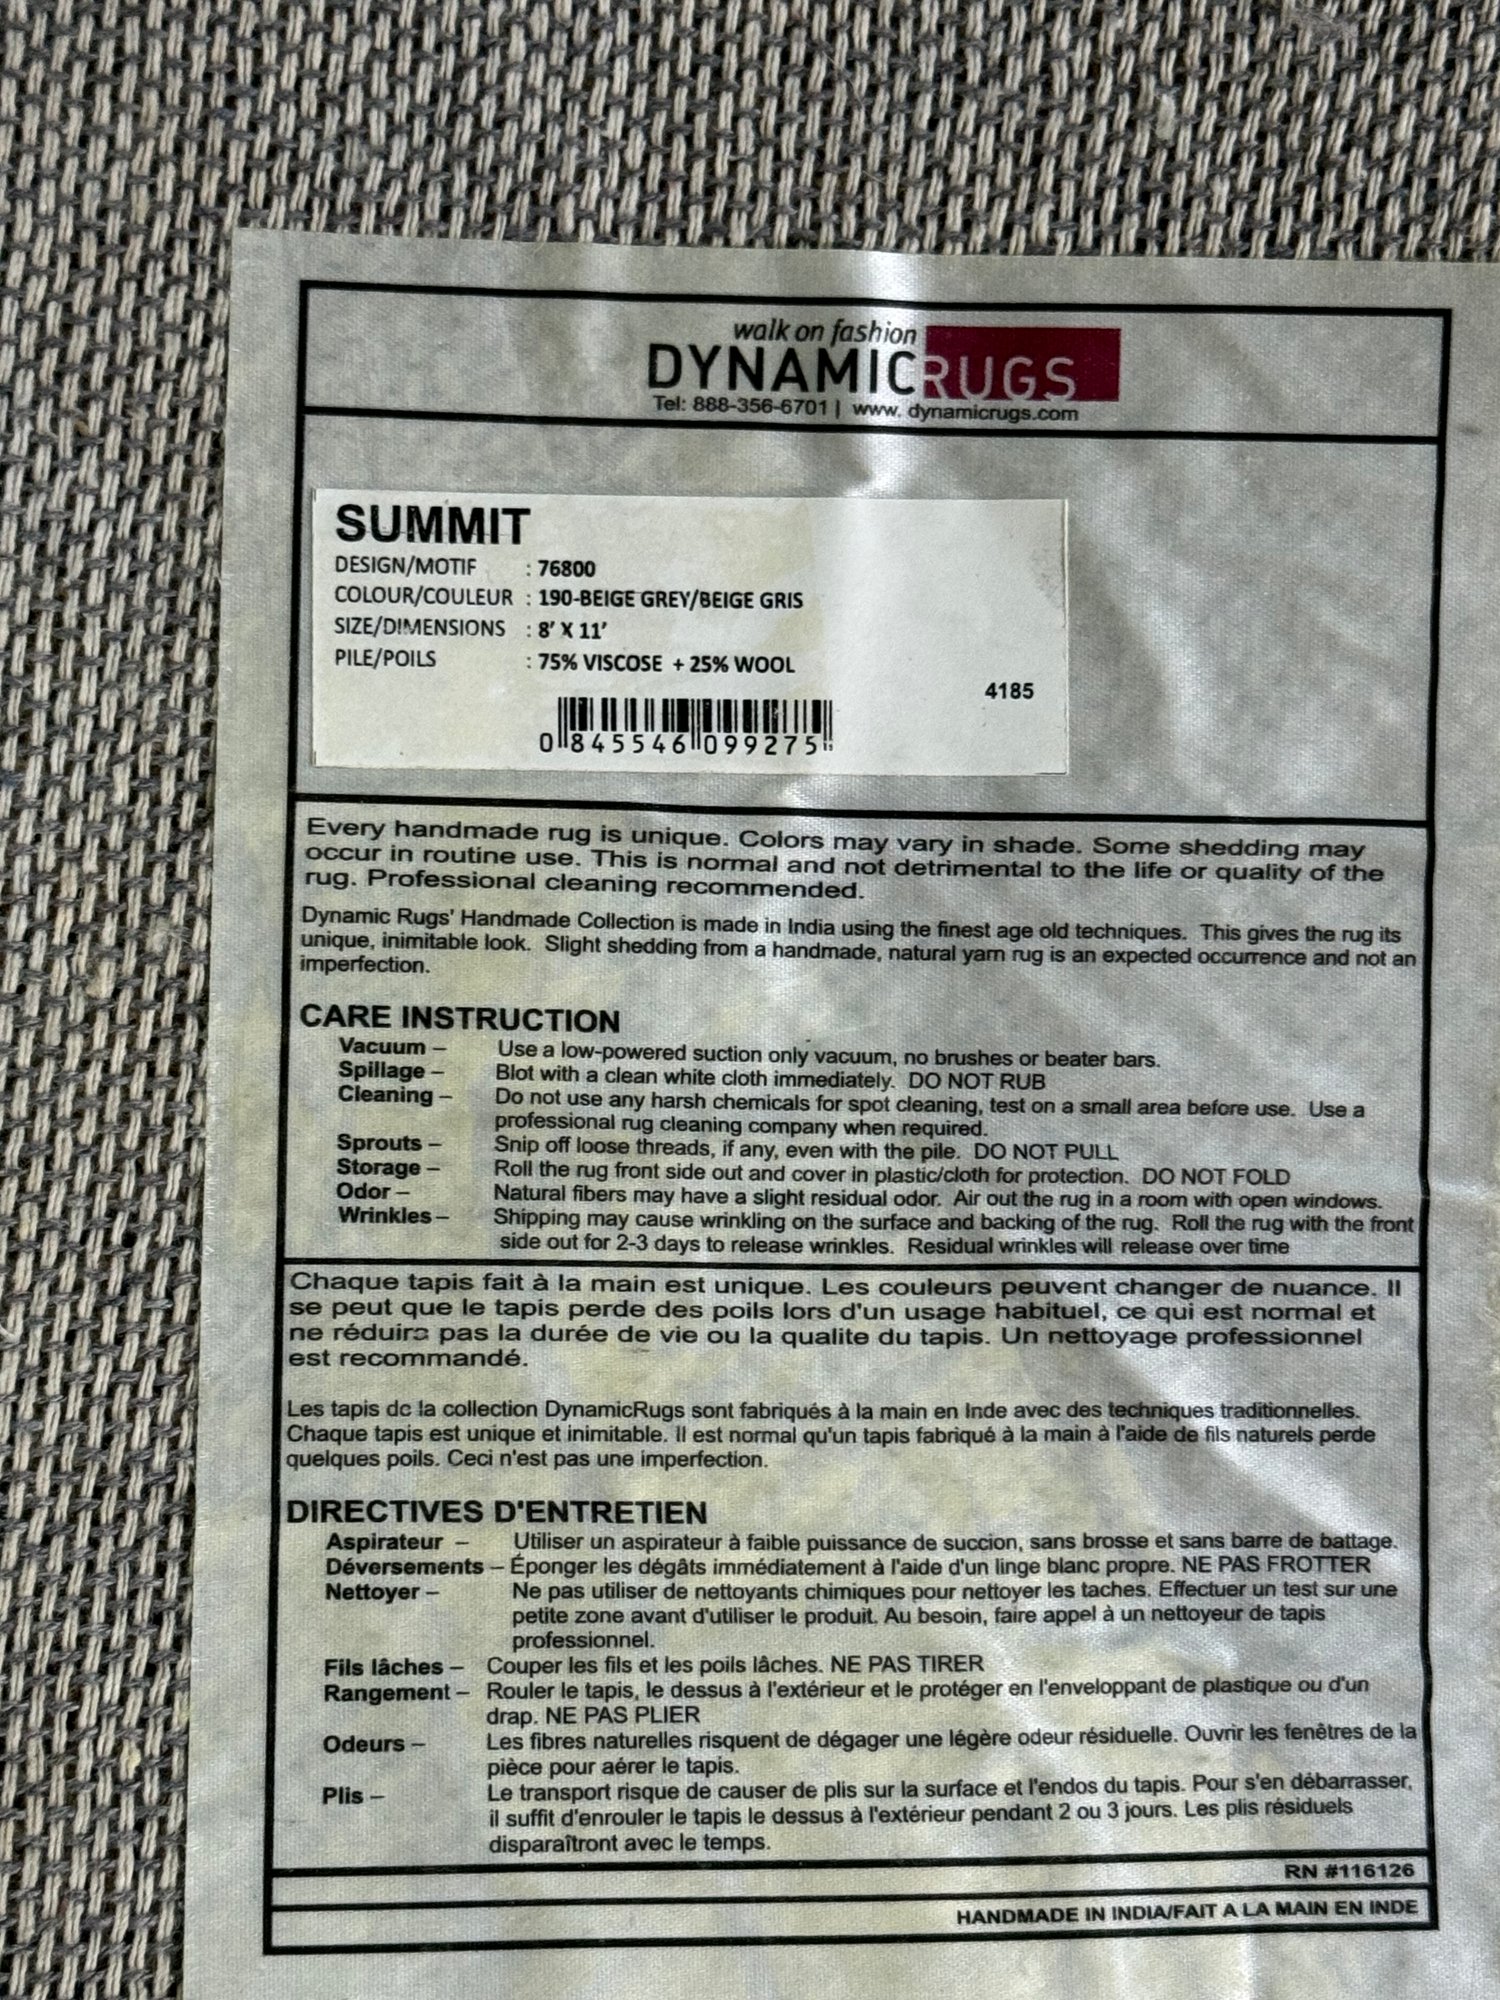 walk on fashion
DYNAMICRUGS
Tel: 888-356-6701 | www. dynamicrugs.com
SUMMIT
DESIGN/MOTIF : 76800
COLOUR/COULEUR : 190-BEIGE GREY/BEIGE GRIS
SIZE/DIMENSIONS : 8' X 11'
PILE/POILS : 75% VISCOSE + 25% WOOL
4185
0 845546 099275
Every handmade rug is unique. Colors may vary in shade. Some shedding may
occur in routine use. This is normal and not detrimental to the life or quality of the
rug. Professional cleaning recommended.
Dynamic Rugs' Handmade Collection is made in India using the finest age old techniques. This gives the rug its
unique, inimitable look. Slight shedding from a handmade, natural yarn rug is an expected occurrence and not an
imperfection.
CARE INSTRUCTION
Vacuum – Use a low-powered suction only vacuum, no brushes or beater bars.
Spillage – Blot with a clean white cloth immediately. DO NOT RUB
Cleaning – Do not use any harsh chemicals for spot cleaning, test on a small area before use. Use a
professional rug cleaning company when required.
Sprouts – Snip off loose threads, if any, even with the pile. DO NOT PULL
Storage – Roll the rug front side out and cover in plastic/cloth for protection. DO NOT FOLD
Odor – Natural fibers may have a slight residual odor. Air out the rug in a room with open windows.
Wrinkles – Shipping may cause wrinkling on the surface and backing of the rug. Roll the rug with the front
side out for 2-3 days to release wrinkles. Residual wrinkles will release over time
Chaque tapis fait à la main est unique. Les couleurs peuvent changer de nuance. Il
se peut que le tapis perde des poils lors d'un usage habituel, ce qui est normal et
ne réduire pas la durée de vie ou la qualite du tapis. Un nettoyage professionnel
est recommandé.
Les tapis de la collection DynamicRugs sont fabriqués à la main en Inde avec des techniques traditionnelles.
Chaque tapis est unique et inimitable. Il est normal qu'un tapis fabriqué à la main à l'aide de fils naturels perde
quelques poils. Ceci n'est pas une imperfection.
DIRECTIVES D'ENTRETIEN
Aspirateur – Utiliser un aspirateur à faible puissance de succion, sans brosse et sans barre de battage.
Déversements – Éponger les dégâts immédiatement à l'aide d'un linge blanc propre. NE PAS FROTTER
Nettoyer – Ne pas utiliser de nettoyants chimiques pour nettoyer les taches. Effectuer un test sur une
petite zone avant d'utiliser le produit. Au besoin, faire appel à un nettoyeur de tapis
professionnel.
Fils lâches – Couper les fils et les poils lâches. NE PAS TIRER
Rangement – Rouler le tapis, le dessus à l'extérieur et le protéger en l'enveloppant de plastique ou d'un
drap. NE PAS PLIER
Odeurs – Les fibres naturelles risquent de dégager une légère odeur résiduelle. Ouvrir les fenêtres de la
pièce pour aérer le tapis.
Plis – Le transport risque de causer de plis sur la surface et l'endos du tapis. Pour s'en débarrasser,
il suffit d'enrouler le tapis le dessus à l'extérieur pendant 2 ou 3 jours. Les plis résiduels
disparaîtront avec le temps.
RN #116126
HANDMADE IN INDIA/FAIT A LA MAIN EN INDE